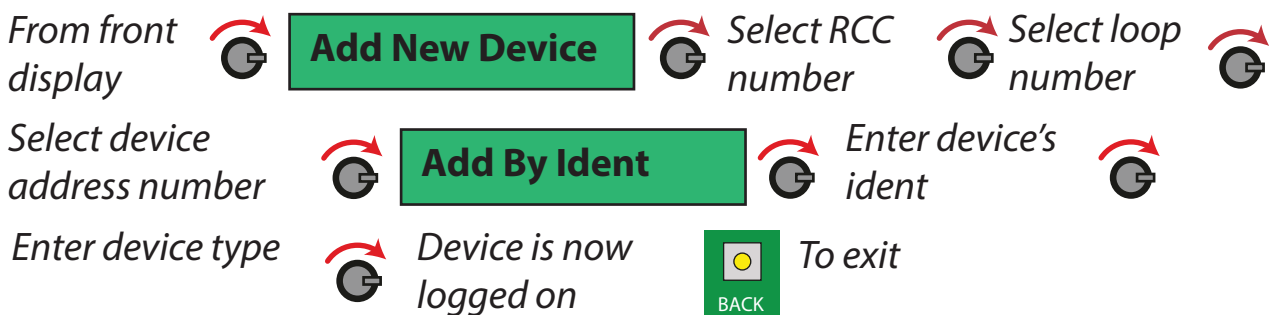 From front
display
Add New Device
Select RCC
number
Select loop
number
Select device
address number
Add By Ident
Enter device's
ident
Enter device type
Device is now
logged on
BACK
To exit